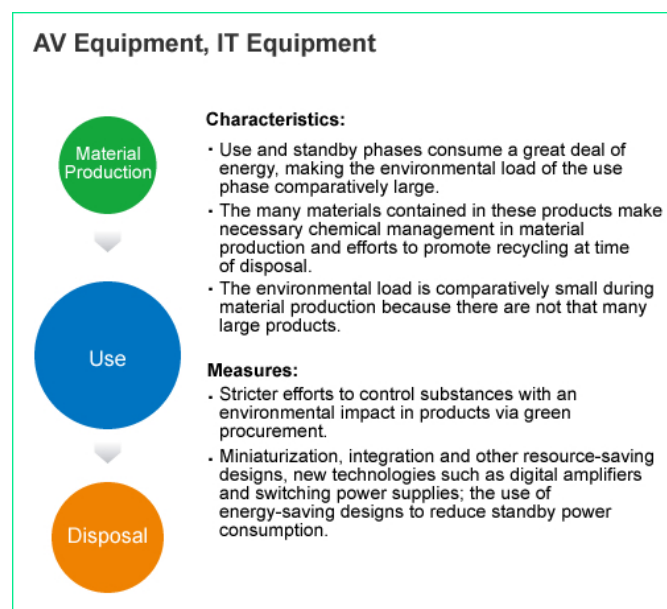 AV Equipment, IT Equipment
Material
Production
Use
Disposal
Characteristics:
· Use and standby phases consume a great deal of
energy, making the environmental load of the use
phase comparatively large.
· The many materials contained in these products make
necessary chemical management in material
production and efforts to promote recycling at time
of disposal.
· The environmental load is comparatively small during
material production because there are not that many
large products.
Measures:
· Stricter efforts to control substances with an
environmental impact in products via green
procurement.
· Miniaturization, integration and other resource-saving
designs, new technologies such as digital amplifiers
and switching power supplies; the use of
energy-saving designs to reduce standby power
consumption.